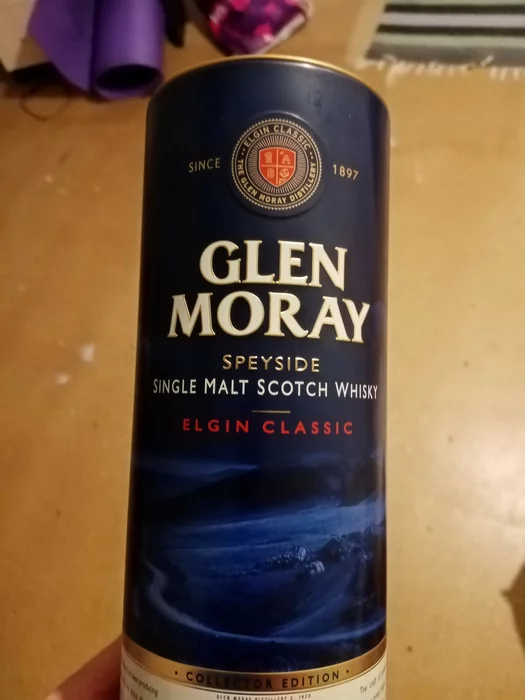 ELGIN CLASSIC
THE GLEN MORAY DISTILLERY
SINCE 1897
GLEN
MORAY
SPEYSIDE
SINGLE MALT SCOTCH WHISKY
ELGIN CLASSIC
COLLECTOR EDITION